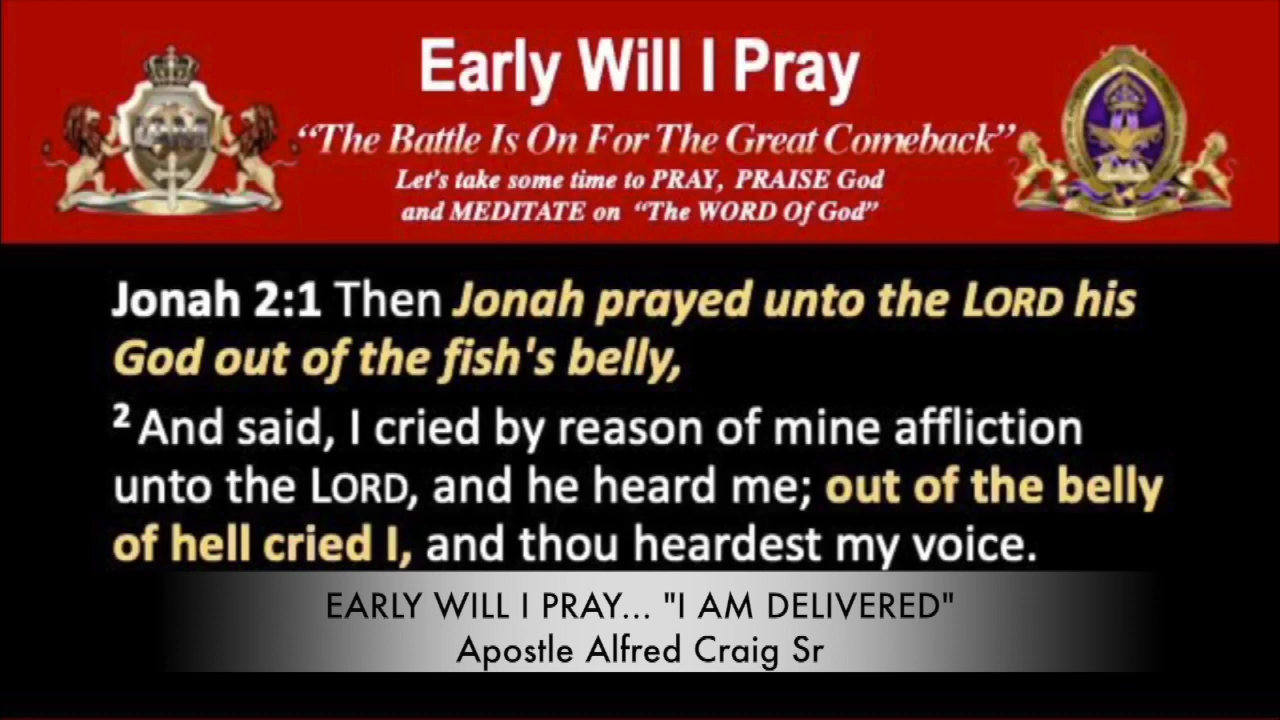 Early Will I Pray
“The Battle Is On For The Great Comeback”
Let's take some time to PRAY, PRAISE God
and MEDITATE on “The WORD Of God”
Jonah 2:1 Then Jonah prayed unto the LORD his
God out of the fish's belly,
2 And said, I cried by reason of mine affliction
unto the LORD, and he heard me; out of the belly
of hell cried I, and thou heardest my voice.
EARLY WILL I PRAY... "I AM DELIVERED"
Apostle Alfred Craig Sr